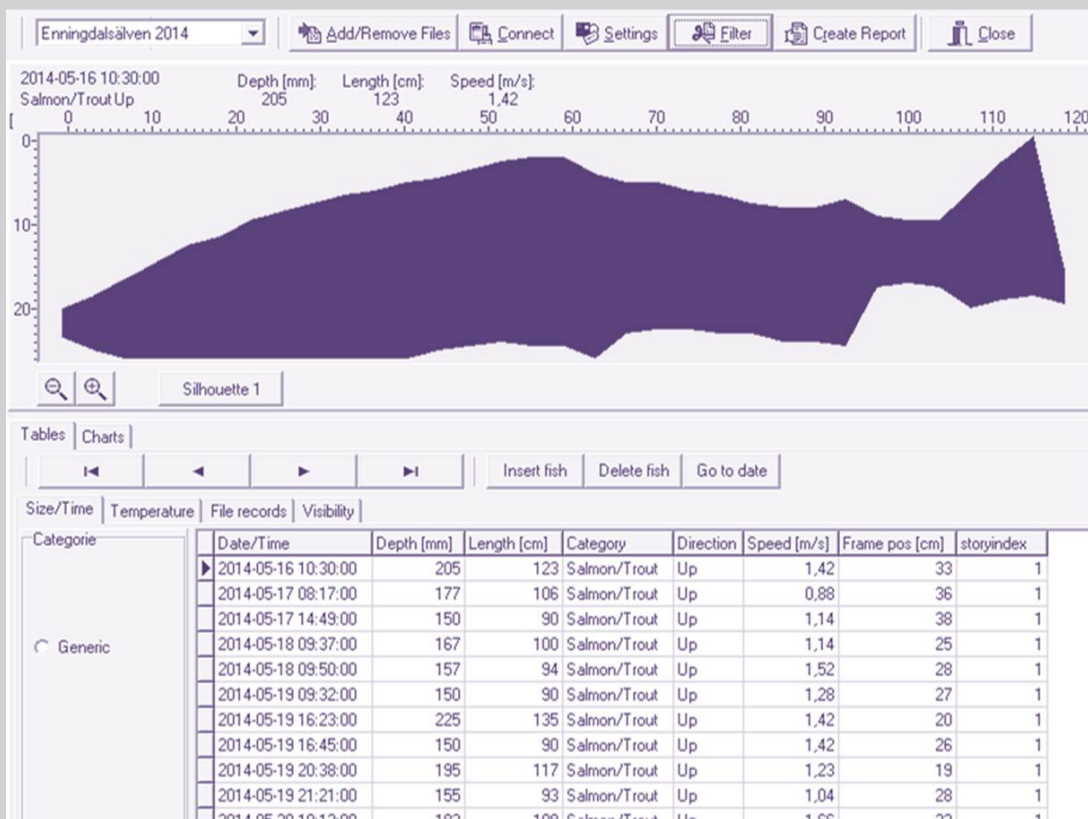 Enningdalsälven 2014 Add/Remove Files Connect Settings Filter Create Report Close
2014-05-16 10:30:00 Depth [mm]: Length [cm]: Speed [m/s]:
Salmon/Trout Up 205 123 1,42
[ 0 10 20 30 40 50 60 70 80 90 100 110 120
0
10
20
Silhouette 1
Tables Charts
Insert fish Delete fish Go to date
Size/Time Temperature File records Visibility
Categorie
Generic
Date/Time Depth [mm] Length [cm] Category Direction Speed [m/s] Frame pos [cm] storyindex
2014-05-16 10:30:00 205 123 Salmon/Trout Up 1,42 33 1
2014-05-17 08:17:00 177 106 Salmon/Trout Up 0,88 36 1
2014-05-17 14:49:00 150 90 Salmon/Trout Up 1,14 38 1
2014-05-18 09:37:00 167 100 Salmon/Trout Up 1,14 25 1
2014-05-18 09:50:00 157 94 Salmon/Trout Up 1,52 28 1
2014-05-19 09:32:00 150 90 Salmon/Trout Up 1,28 27 1
2014-05-19 16:23:00 225 135 Salmon/Trout Up 1,42 20 1
2014-05-19 16:45:00 150 90 Salmon/Trout Up 1,42 26 1
2014-05-19 20:38:00 195 117 Salmon/Trout Up 1,23 19 1
2014-05-19 21:21:00 155 93 Salmon/Trout Up 1,04 28 1
Salmon/Trout Up